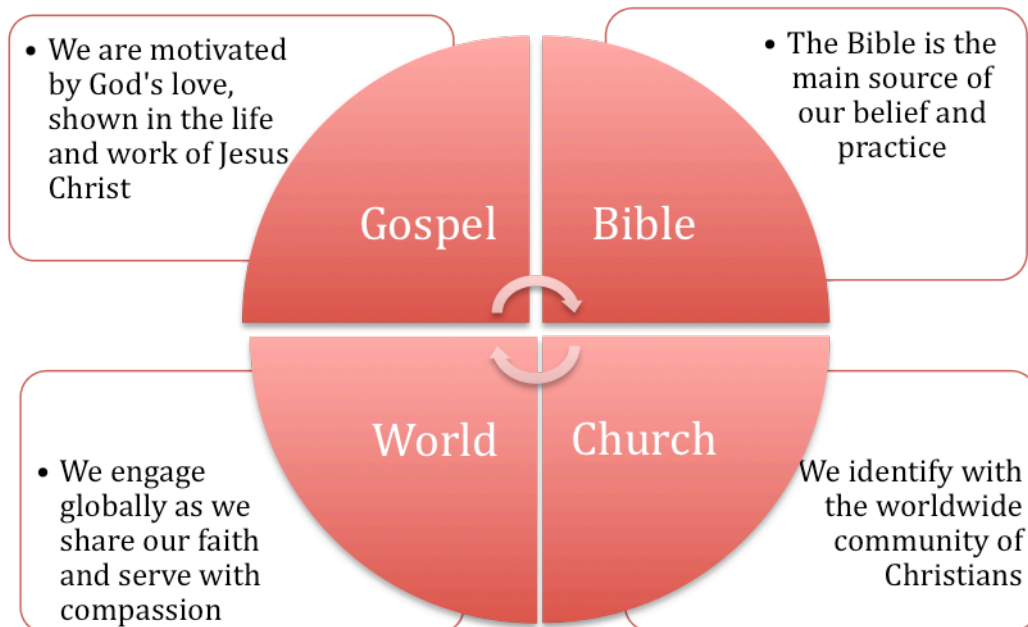 • We are motivated
by God's love,
shown in the life
and work of Jesus
Christ
• The Bible is the
main source of
our belief and
practice
Gospel
Bible
World
Church
• We engage
globally as we
share our faith
and serve with
compassion
We identify with
the worldwide
community of
Christians